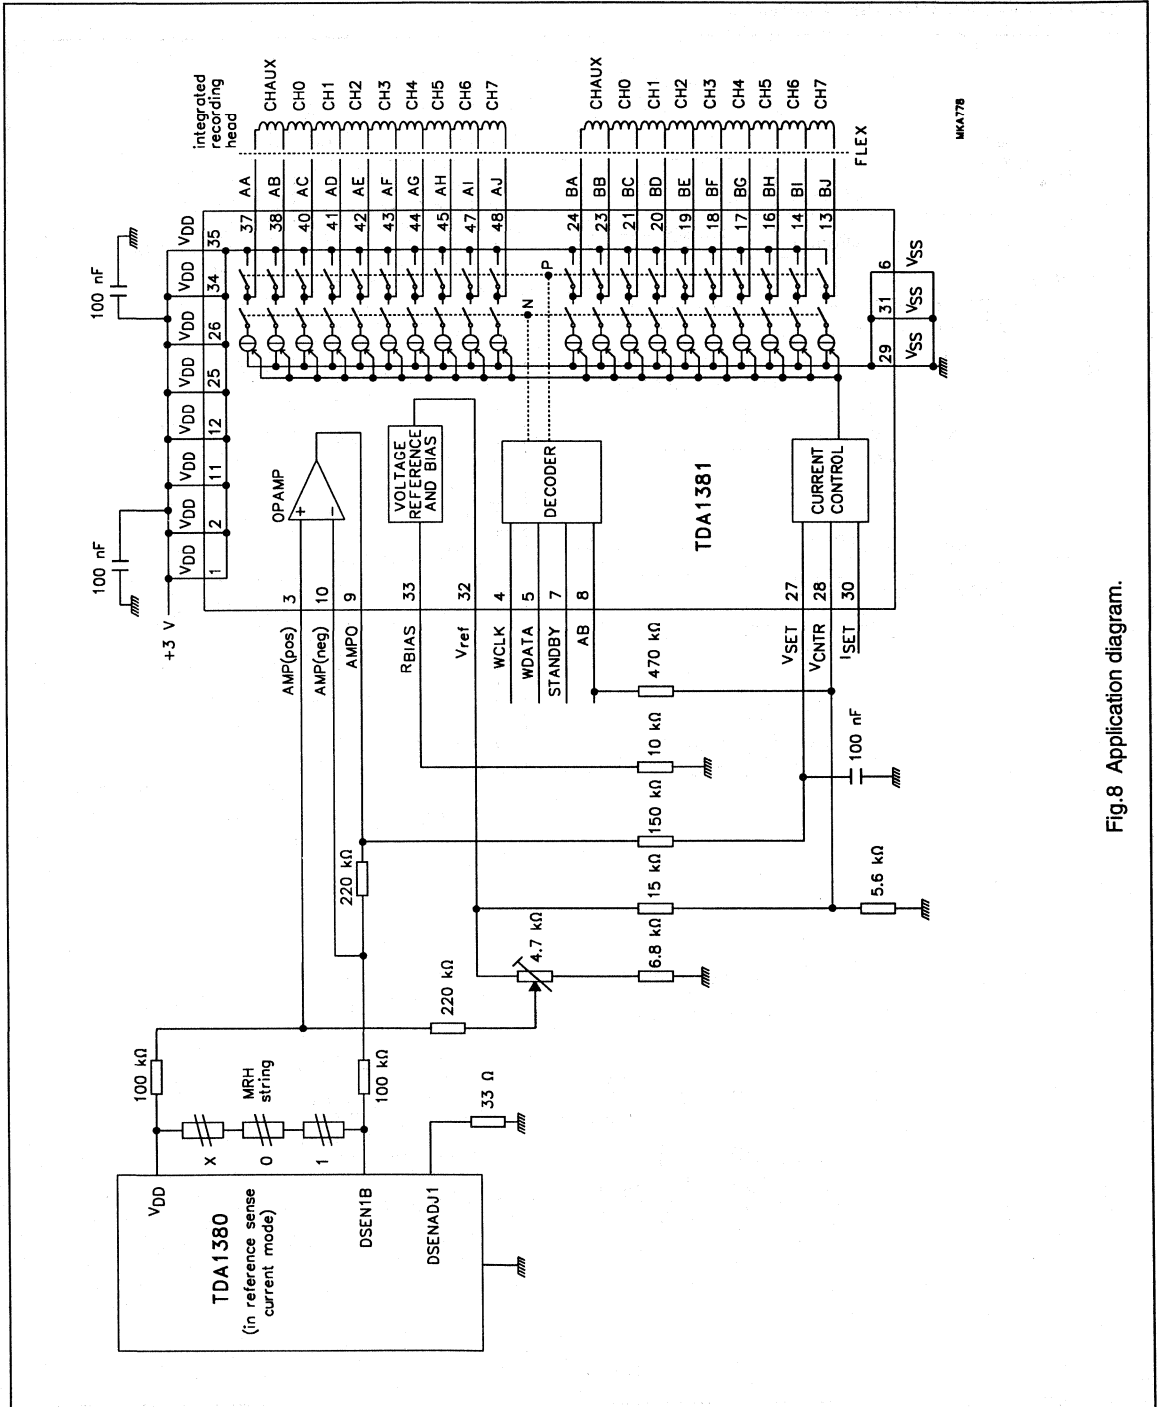 integrated
recording
head
CHAUX
CH0
CH1
CH2
CH3
CH4
CH5
CH6
CH7
CHAUX
CH0
CH1
CH2
CH3
CH4
CH5
CH6
CH7
FLEX
MKA778
AA
AB
AC
AD
AE
AF
AG
AH
AI
AJ
BA
BB
BC
BD
BE
BF
BG
BH
BI
BJ
37
38
40
41
42
43
44
45
47
48
24
23
21
20
19
18
17
16
14
13
100 nF
100 nF
+3 V
VDD
VDD
VDD
VDD
VDD
VDD
VDD
VDD
1
2
11
12
25
26
34
35
P
N
6
31
29
VSS
VSS
VSS
OPAMP
+
−
VOLTAGE
REFERENCE
AND BIAS
DECODER
CURRENT
CONTROL
TDA1381
3
10
9
33
32
4
5
7
8
27
28
30
AMP(pos)
AMP(neg)
AMPO
RBIAS
Vref
WCLK
WDATA
STANDBY
AB
VSET
VCNTR
ISET
470 kΩ
10 kΩ
100 nF
150 kΩ
220 kΩ
15 kΩ
5.6 kΩ
4.7 kΩ
6.8 kΩ
220 kΩ
100 kΩ
MRH
string
100 kΩ
33 Ω
X
0
1
VDD
DSEN1B
DSENADJ1
TDA1380
(in reference sense
current mode)
Fig.8 Application diagram.